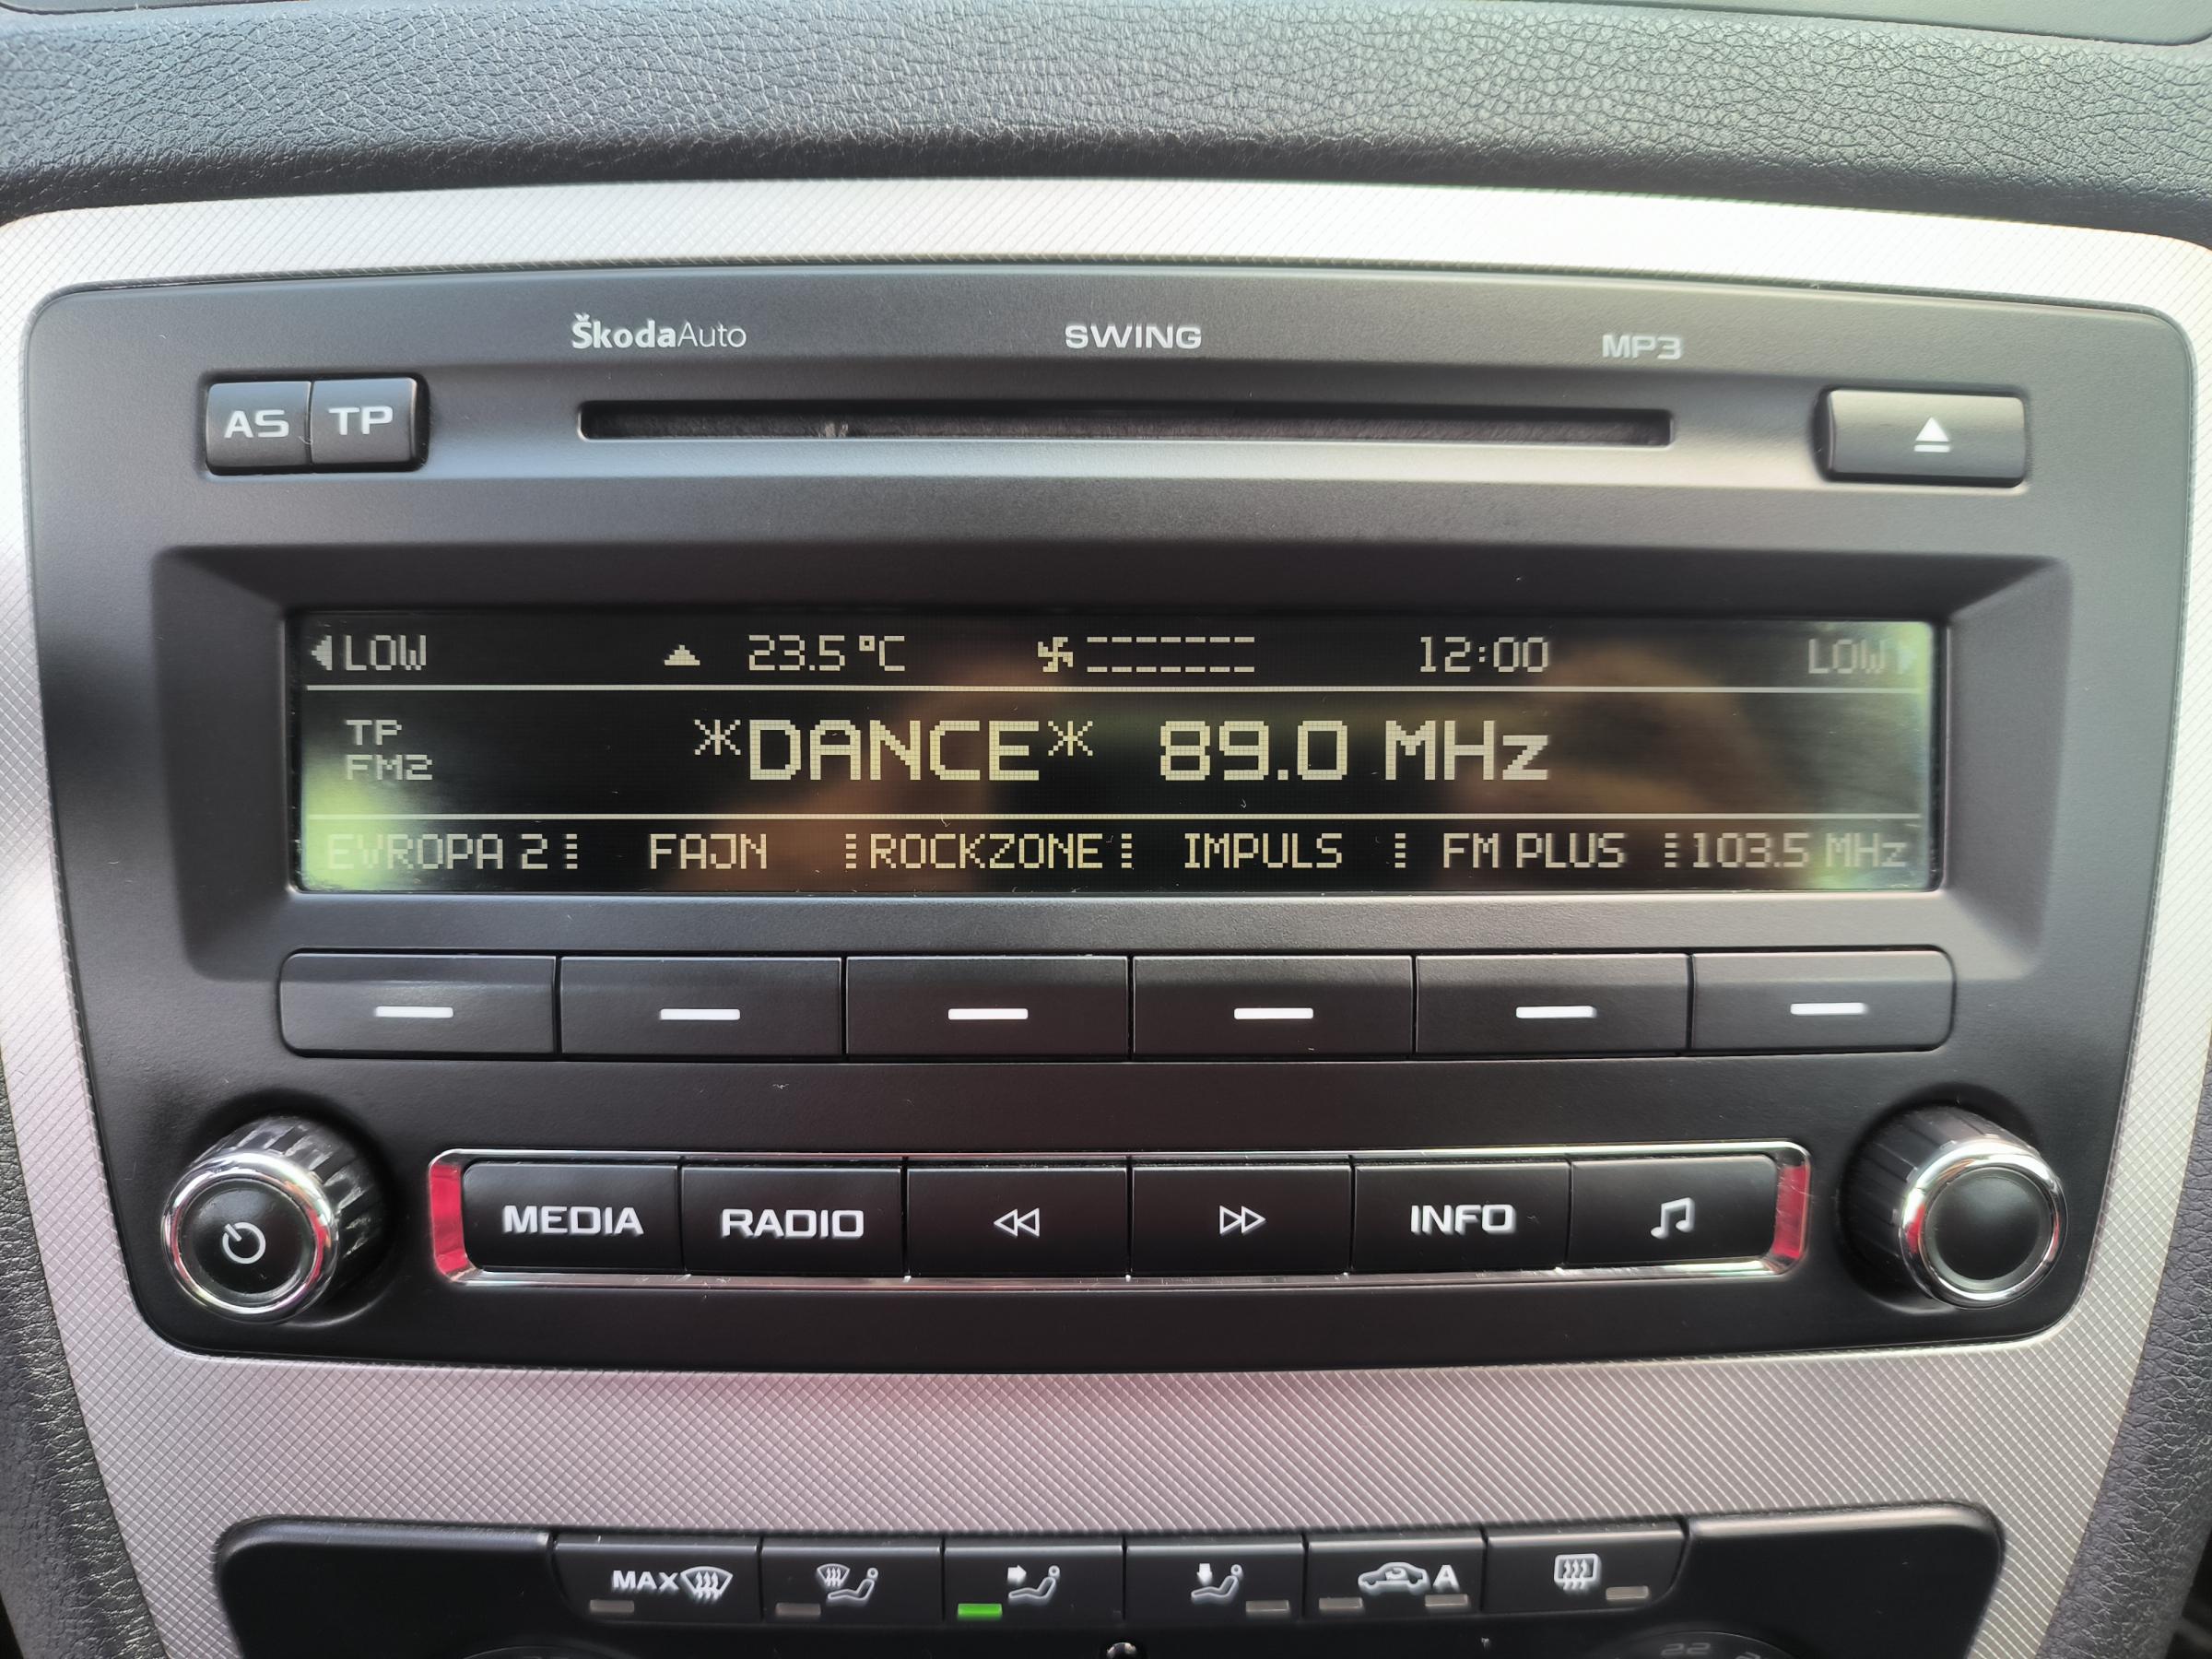 ŠkodaAuto SWING MP3
AS TP
LOW 23.5°C 12:00 LOW
TP
FM2
*DANCE* 89.0 MHz
EVROPA 2 FAJN ROCKZONE IMPULS FM PLUS 103.5 MHz
MEDIA RADIO INFO
MAX A
22